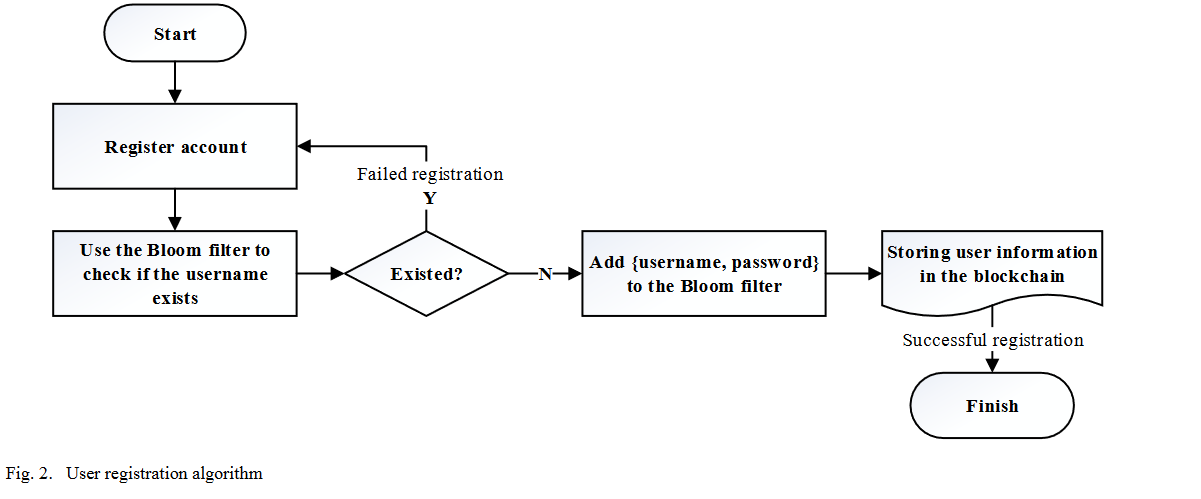 Start
Register account
Failed registration
Y
Use the Bloom filter to
check if the username
exists
Existed?
N
Add {username, password}
to the Bloom filter
Storing user information
in the blockchain
Successful registration
Finish
Fig. 2. User registration algorithm